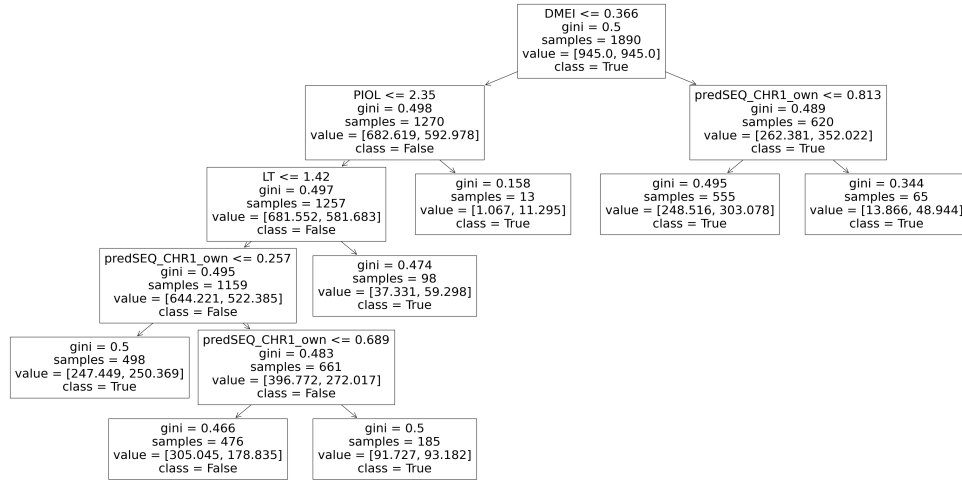 DMEI <= 0.366
gini = 0.5
samples = 1890
value = [945.0, 945.0]
class = True
PIOL <= 2.35
gini = 0.498
samples = 1270
value = [682.619, 592.978]
class = False
predSEQ_CHR1_own <= 0.813
gini = 0.489
samples = 620
value = [262.381, 352.022]
class = True
LT <= 1.42
gini = 0.497
samples = 1257
value = [681.552, 581.683]
class = False
gini = 0.158
samples = 13
value = [1.067, 11.295]
class = True
gini = 0.495
samples = 555
value = [248.516, 303.078]
class = True
gini = 0.344
samples = 65
value = [13.866, 48.944]
class = True
predSEQ_CHR1_own <= 0.257
gini = 0.495
samples = 1159
value = [644.221, 522.385]
class = False
gini = 0.474
samples = 98
value = [37.331, 59.298]
class = True
gini = 0.5
samples = 498
value = [247.449, 250.369]
class = True
predSEQ_CHR1_own <= 0.689
gini = 0.483
samples = 661
value = [396.772, 272.017]
class = False
gini = 0.466
samples = 476
value = [305.045, 178.835]
class = False
gini = 0.5
samples = 185
value = [91.727, 93.182]
class = True